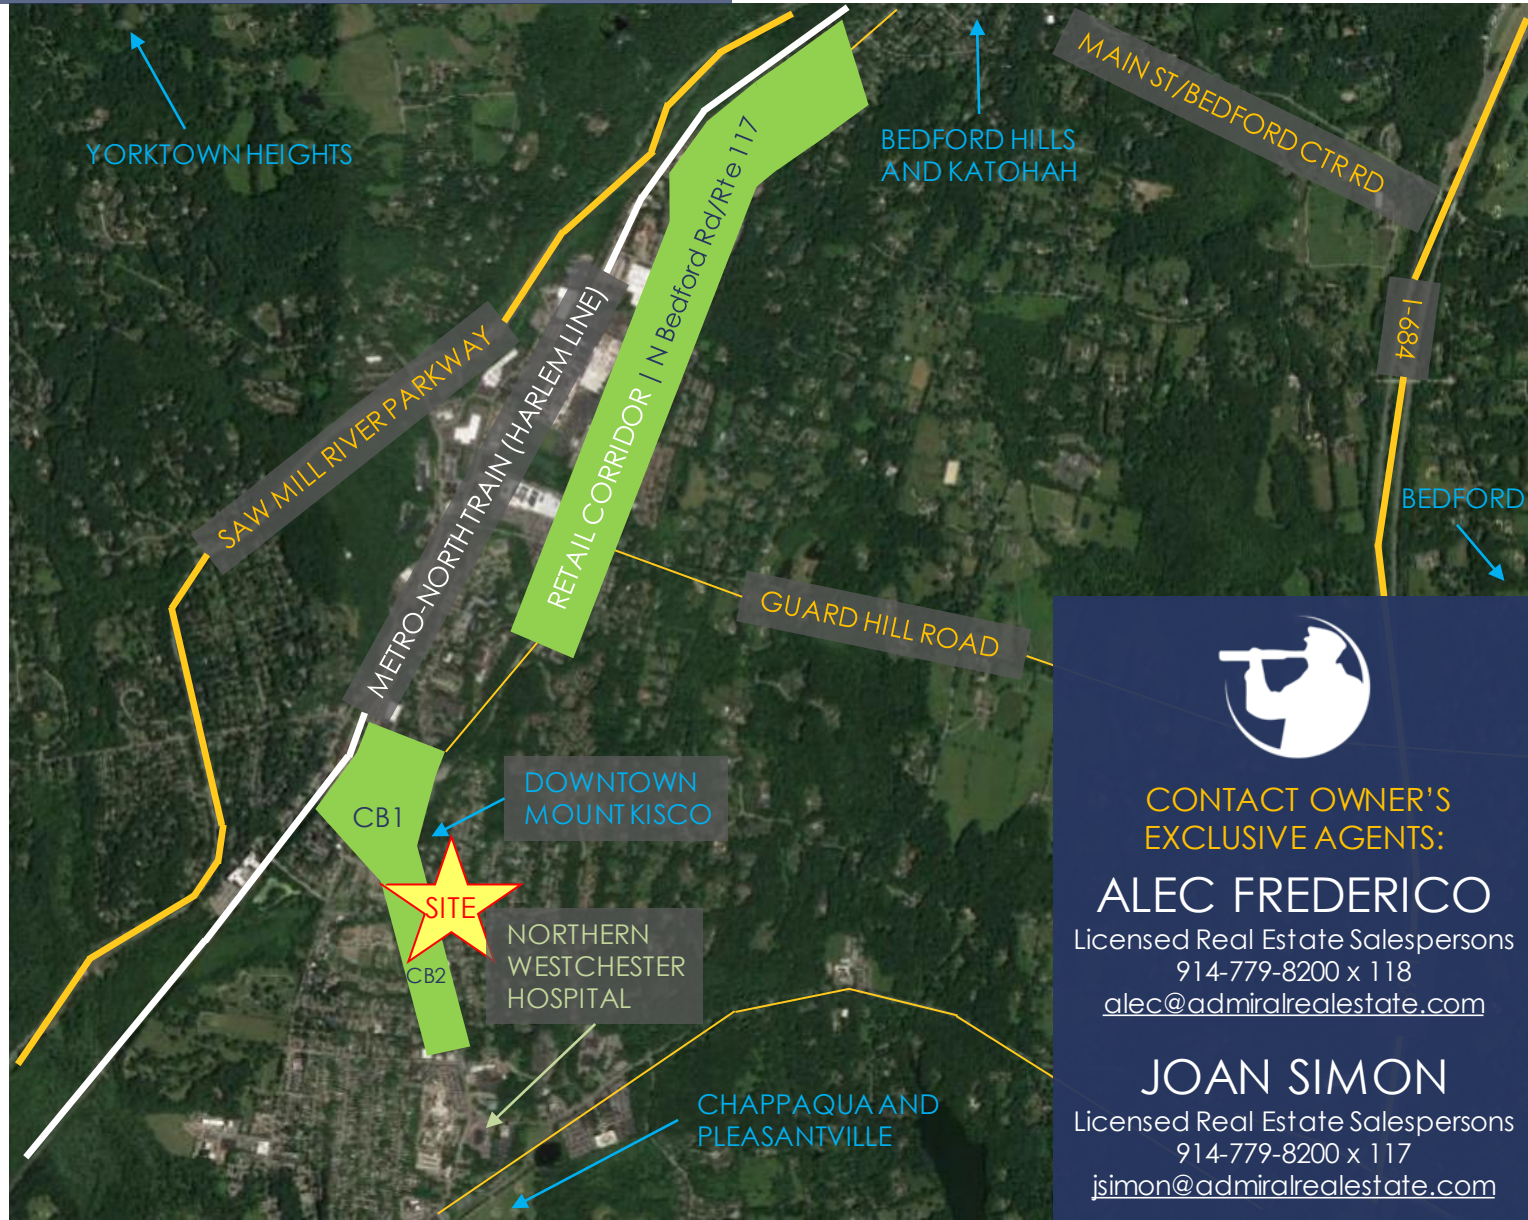 YORKTOWN HEIGHTS
BEDFORD HILLS
AND KATOHAH
MAIN ST/BEDFORD CTR RD
I-684
BEDFORD
SAW MILL RIVER PARKWAY
METRO-NORTH TRAIN (HARLEM LINE)
RETAIL CORRIDOR | N Bedford Rd/Rte 117
GUARD HILL ROAD
CB1
DOWNTOWN
MOUNT KISCO
SITE
CB2
NORTHERN
WESTCHESTER
HOSPITAL
CHAPPAQUA AND
PLEASANTVILLE
CONTACT OWNER’S
EXCLUSIVE AGENTS:
ALEC FREDERICO
Licensed Real Estate Salespersons
914-779-8200 x 118
alec@admiralrealestate.com
JOAN SIMON
Licensed Real Estate Salespersons
914-779-8200 x 117
jsimon@admiralrealestate.com